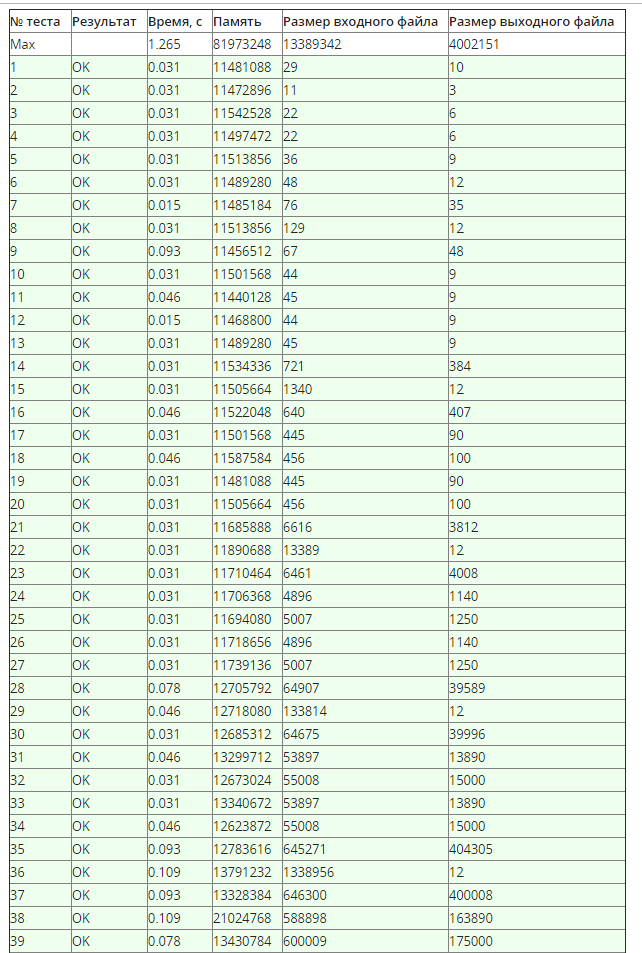 № теста Результат Время, с Память Размер входного файла Размер выходного файла
Max 1.265 81973248 13389342 4002151
1 OK 0.031 11481088 29 10
2 OK 0.031 11472896 11 3
3 OK 0.031 11542528 22 6
4 OK 0.031 11497472 22 6
5 OK 0.031 11513856 36 9
6 OK 0.031 11489280 48 12
7 OK 0.015 11485184 76 35
8 OK 0.031 11513856 129 12
9 OK 0.093 11456512 67 48
10 OK 0.031 11501568 44 9
11 OK 0.046 11440128 45 9
12 OK 0.015 11468800 44 9
13 OK 0.031 11489280 45 9
14 OK 0.031 11534336 721 384
15 OK 0.031 11505664 1340 12
16 OK 0.046 11522048 640 407
17 OK 0.031 11501568 445 90
18 OK 0.046 11587584 456 100
19 OK 0.031 11481088 445 90
20 OK 0.031 11505664 456 100
21 OK 0.031 11685888 6616 3812
22 OK 0.031 11890688 13389 12
23 OK 0.031 11710464 6461 4008
24 OK 0.031 11706368 4896 1140
25 OK 0.031 11694080 5007 1250
26 OK 0.031 11718656 4896 1140
27 OK 0.031 11739136 5007 1250
28 OK 0.078 12705792 64907 39589
29 OK 0.046 12718080 133814 12
30 OK 0.031 12685312 64675 39996
31 OK 0.046 13299712 53897 13890
32 OK 0.031 12673024 55008 15000
33 OK 0.031 13340672 53897 13890
34 OK 0.046 12623872 55008 15000
35 OK 0.093 12783616 645271 404305
36 OK 0.109 13791232 1338956 12
37 OK 0.093 13328384 646300 400008
38 OK 0.109 21024768 588898 163890
39 OK 0.078 13430784 600009 175000